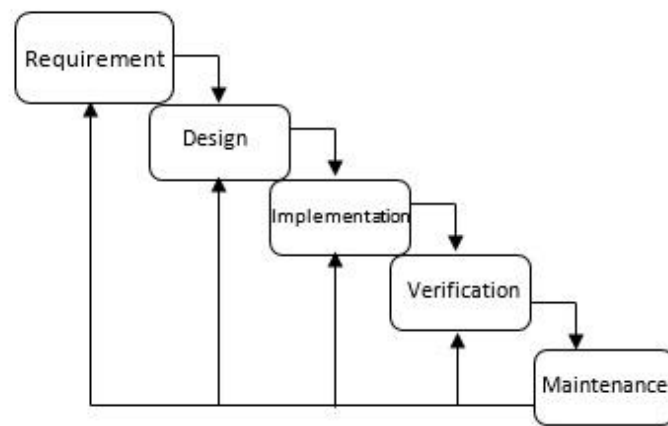 Requirement
Design
Implementation
Verification
Maintenance